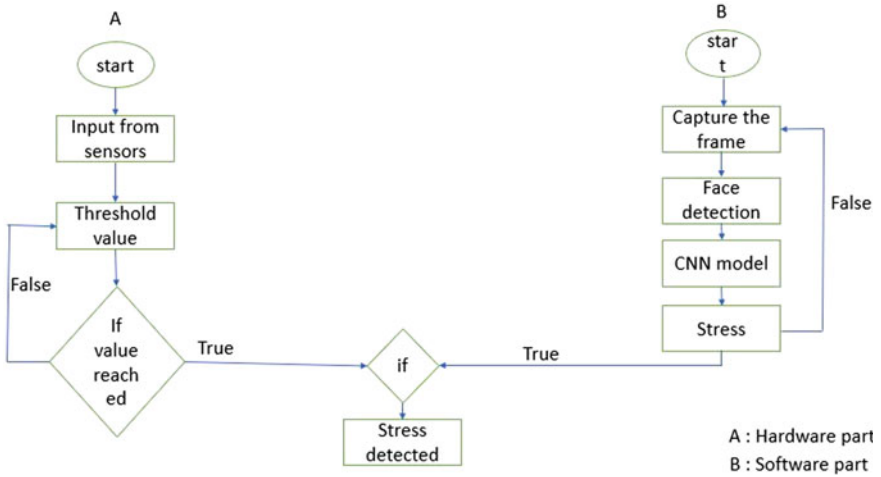 A
start
Input from
sensors
Threshold
value
False
If
value
reach
ed
True
if
Stress
detected
B
star
t
Capture the
frame
Face
detection
CNN model
Stress
False
True
A : Hardware part
B : Software part